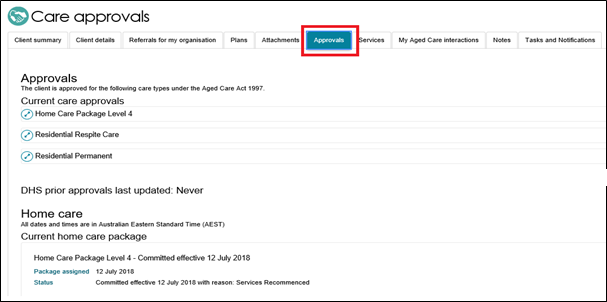 Care approvals
Client summary
Client details
Referrals for my organisation
Plans
Attachments
Approvals
Services
My Aged Care interactions
Notes
Tasks and Notifications
Approvals
The client is approved for the following care types under the Aged Care Act 1997.
Current care approvals
Home Care Package Level 4
Residential Respite Care
Residential Permanent
DHS prior approvals last updated: Never
Home care
All dates and times are in Australian Eastern Standard Time (AEST)
Current home care package
Home Care Package Level 4 - Committed effective 12 July 2018
Package assigned 12 July 2018
Status Committed effective 12 July 2018 with reason: Services Recommenced